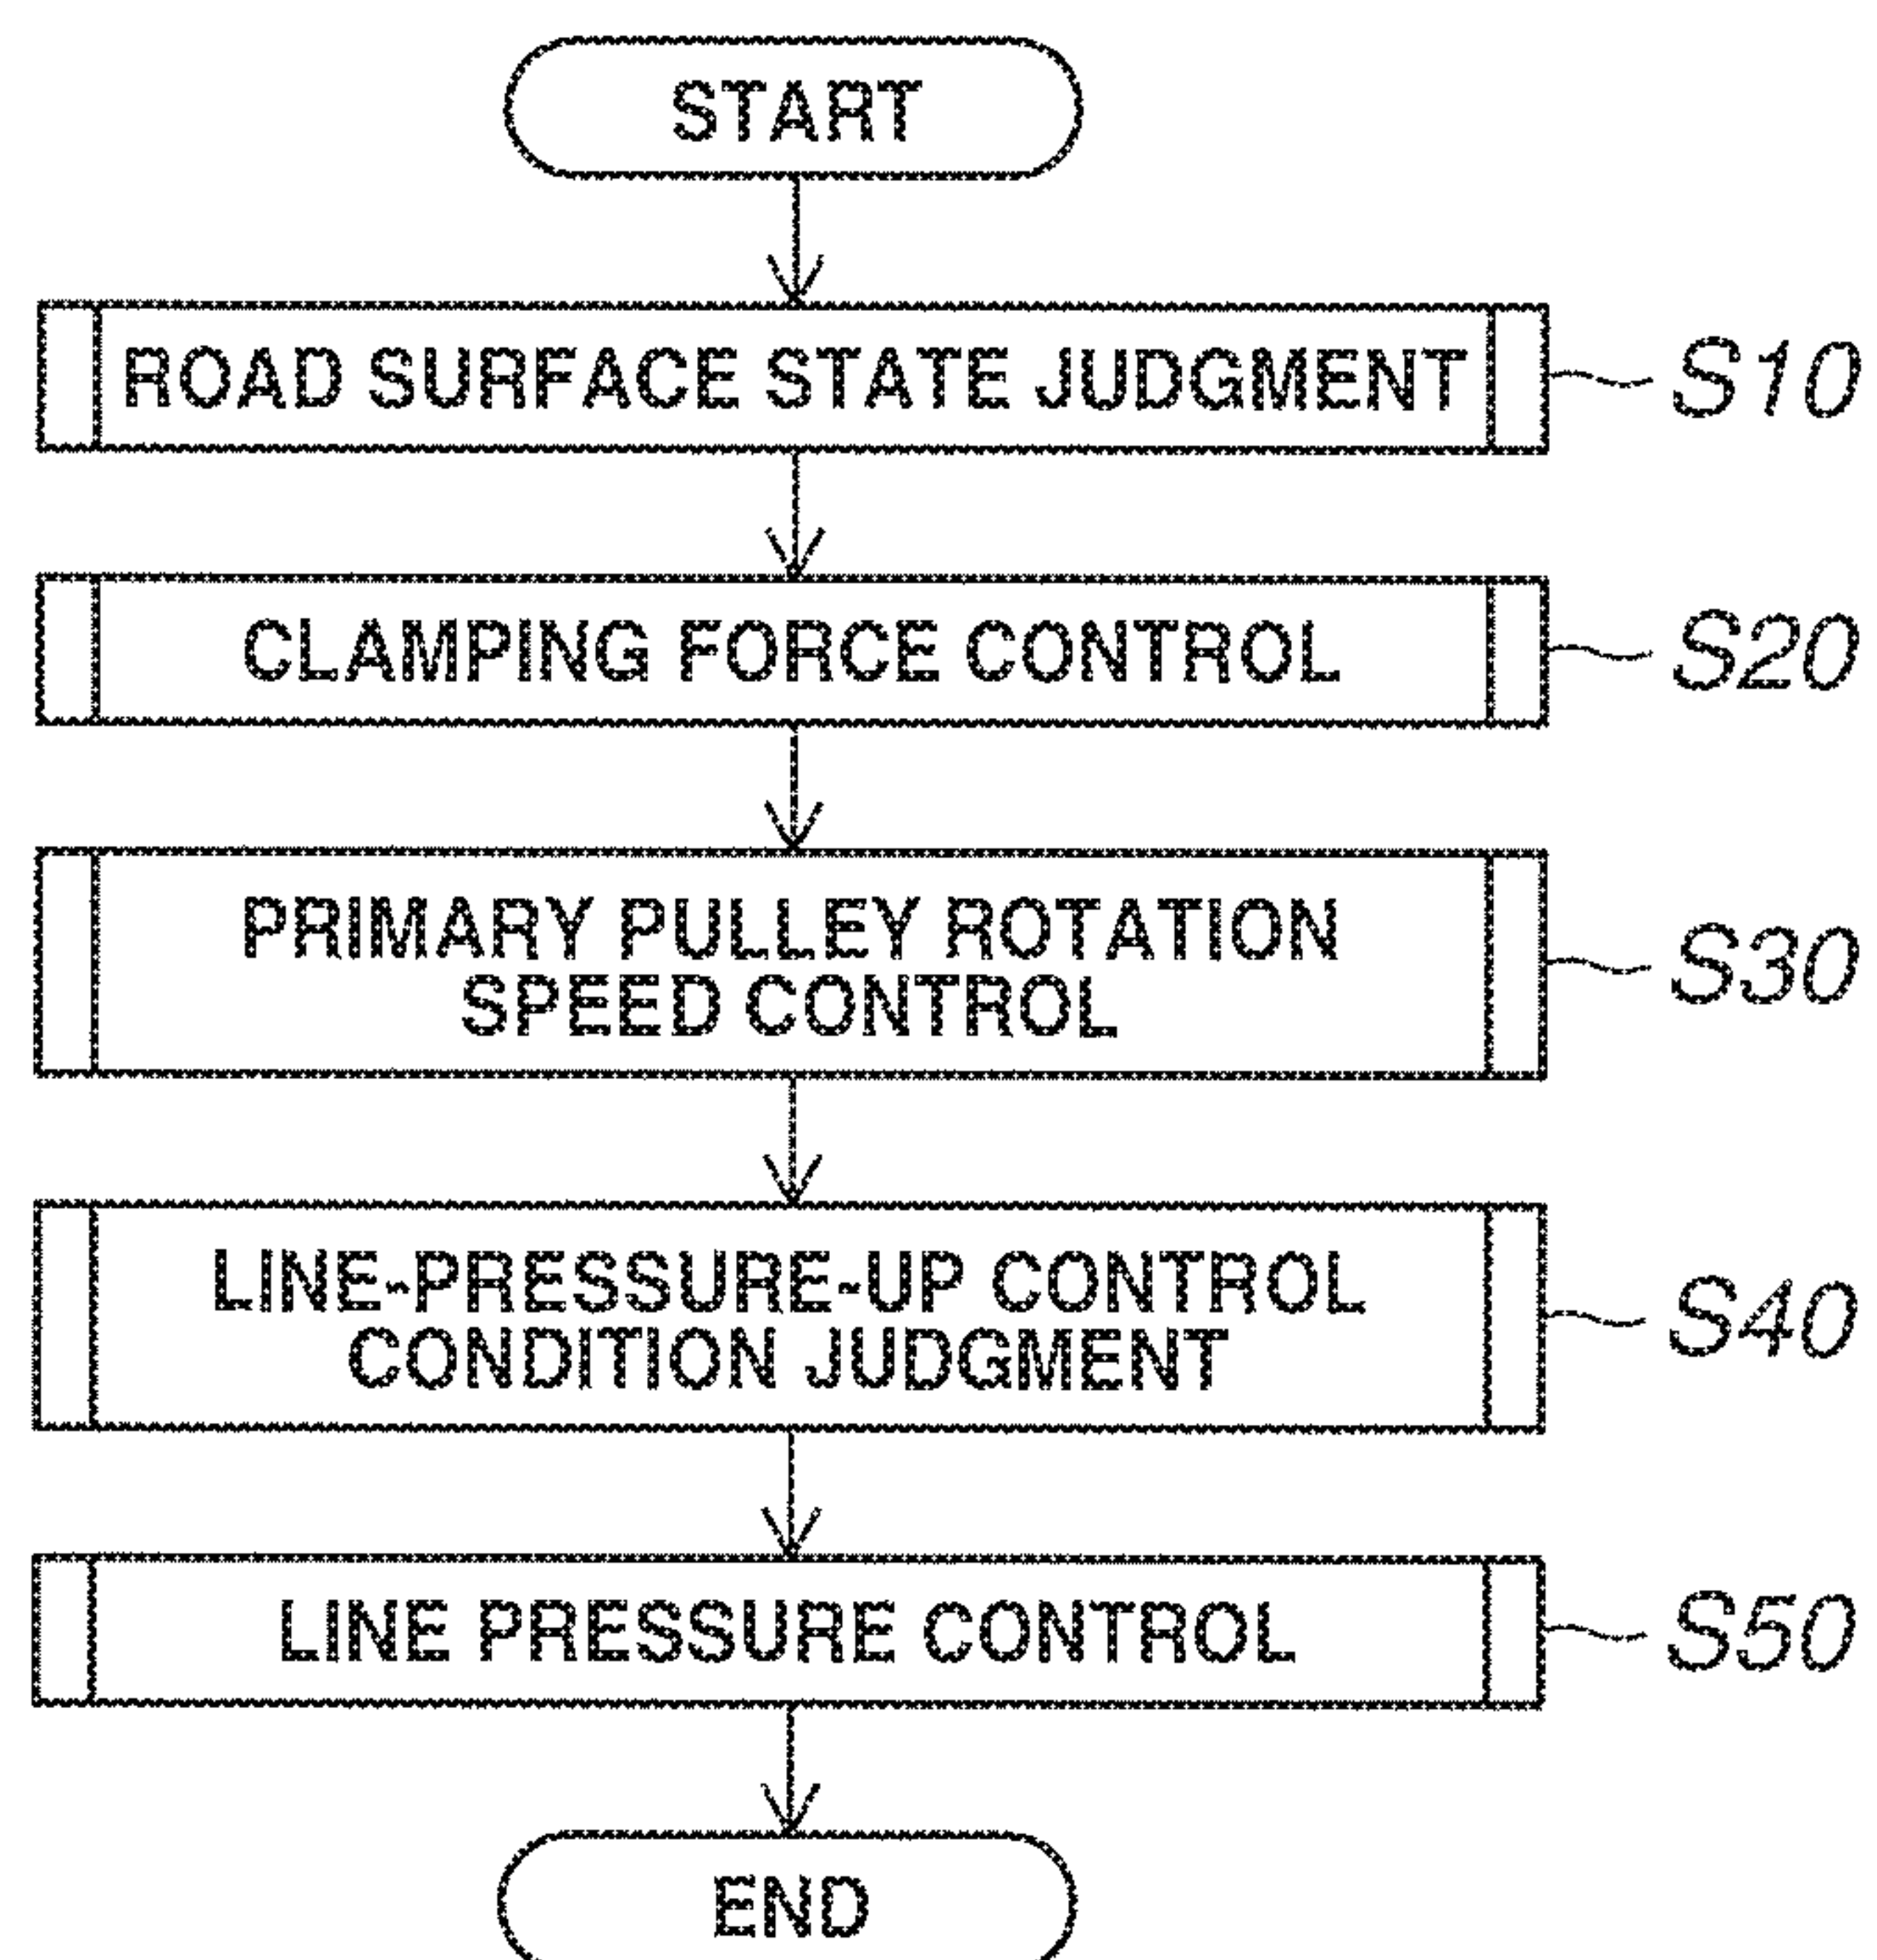 START
ROAD SURFACE STATE JUDGMENT
S10
CLAMPING FORCE CONTROL
S20
PRIMARY PULLEY ROTATION
SPEED CONTROL
S30
LINE-PRESSURE-UP CONTROL
CONDITION JUDGMENT
S40
LINE PRESSURE CONTROL
S50
END